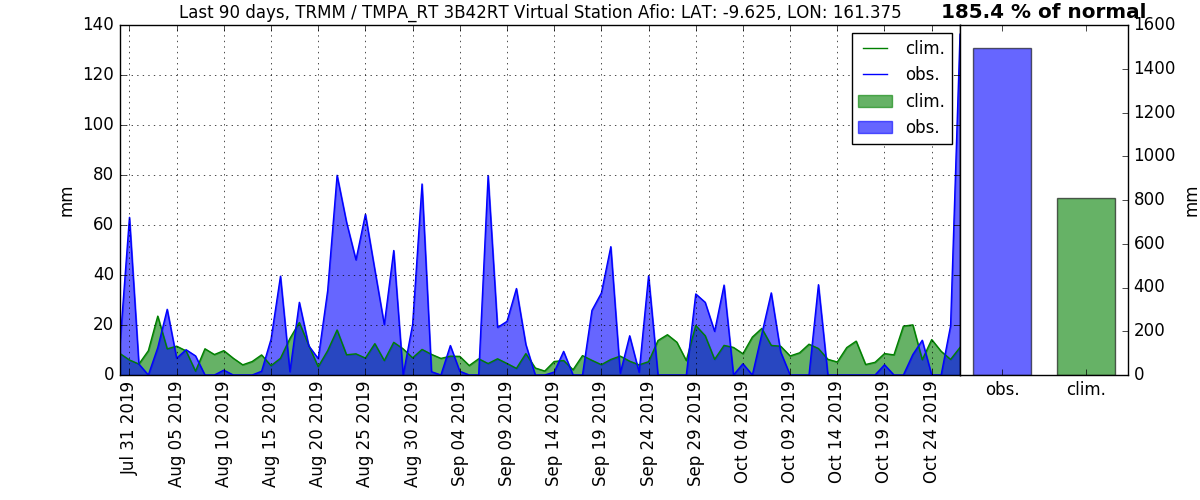 Last 90 days, TRMM / TMPA_RT 3B42RT Virtual Station Afio: LAT: -9.625, LON: 161.375
185.4 % of normal
mm
140
120
100
80
60
40
20
0
clim.
obs.
clim.
obs.
Jul 31 2019
Aug 05 2019
Aug 10 2019
Aug 15 2019
Aug 20 2019
Aug 25 2019
Aug 30 2019
Sep 04 2019
Sep 09 2019
Sep 14 2019
Sep 19 2019
Sep 24 2019
Sep 29 2019
Oct 04 2019
Oct 09 2019
Oct 14 2019
Oct 19 2019
Oct 24 2019
1600
1400
1200
1000
800
600
400
200
0
mm
obs.
clim.